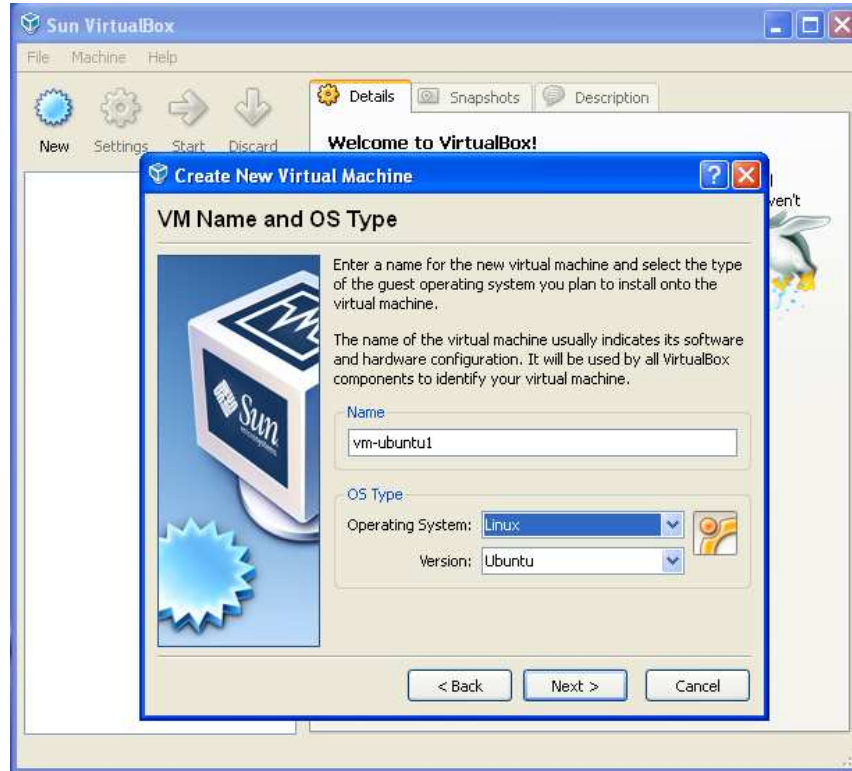 Sun VirtualBox
File Machine Help
New Settings Start Discard
Details Snapshots Description
Welcome to VirtualBox!
ven't
Create New Virtual Machine
VM Name and OS Type
Enter a name for the new virtual machine and select the type
of the guest operating system you plan to install onto the
virtual machine.
The name of the virtual machine usually indicates its software
and hardware configuration. It will be used by all VirtualBox
components to identify your virtual machine.
Sun
microsystems
Name
vm-ubuntu1
OS Type
Operating System: Linux
Version: Ubuntu
< Back Next > Cancel